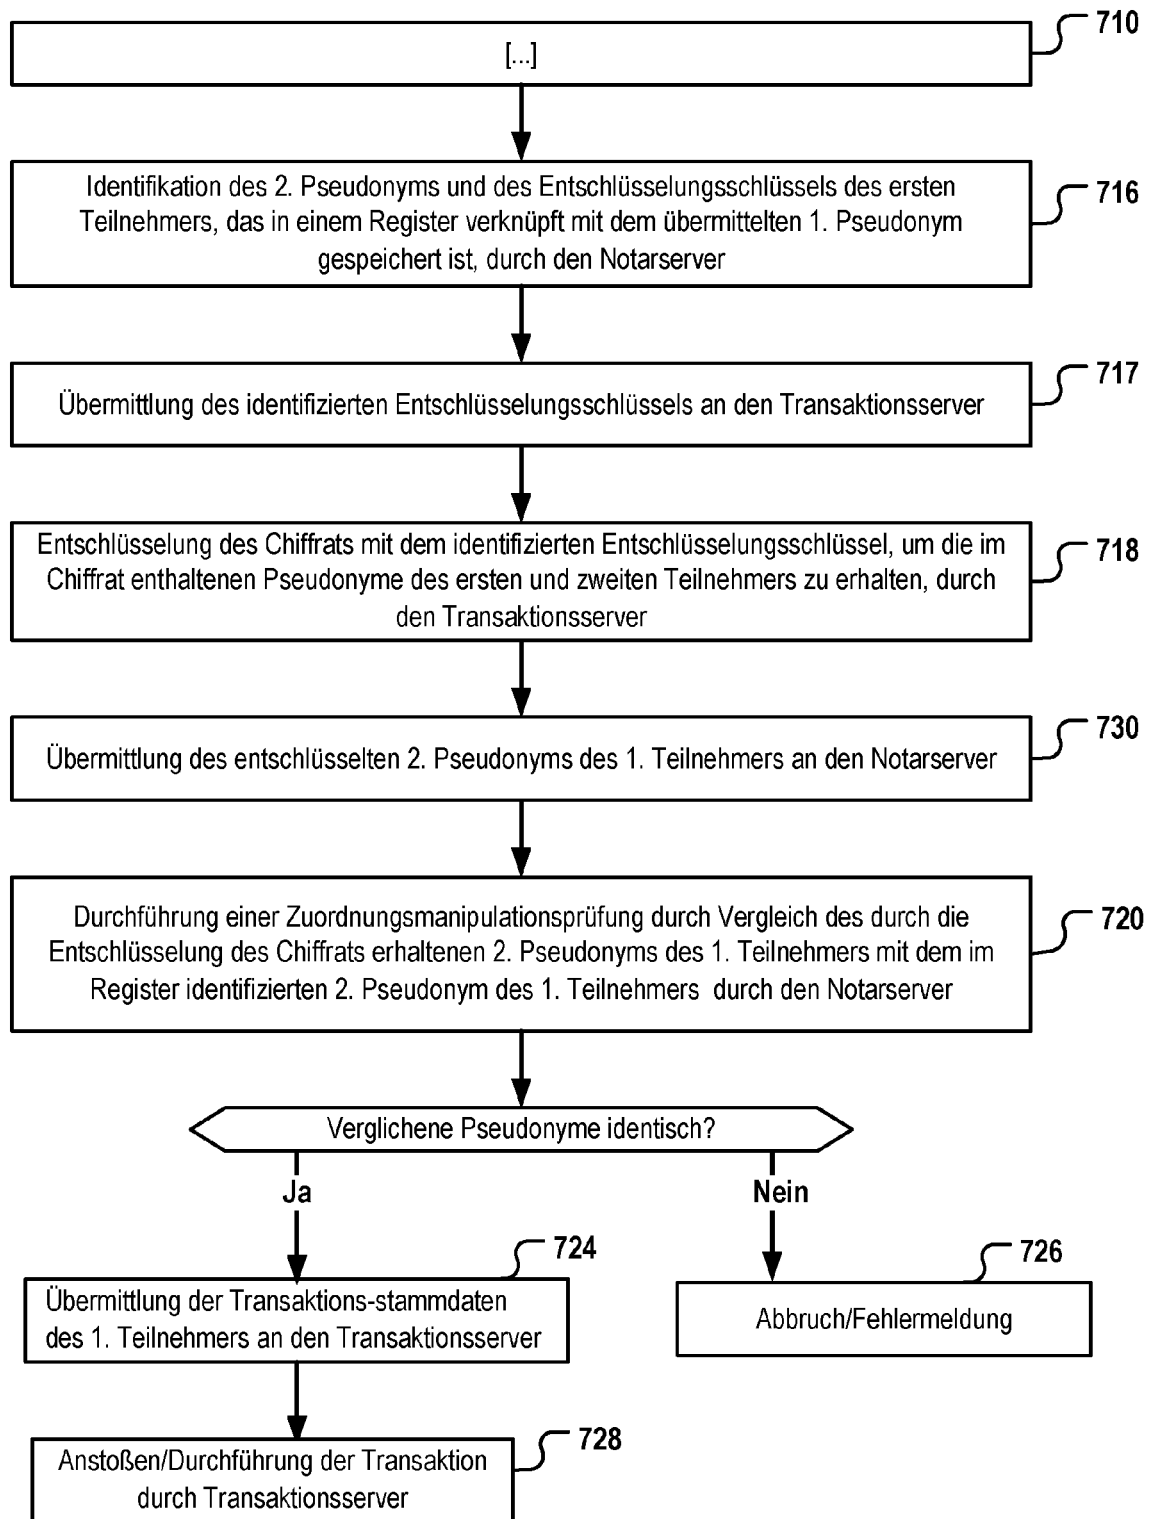 710
[...]
Identifikation des 2. Pseudonyms und des Entschlüsselungsschlüssels des ersten
Teilnehmers, das in einem Register verknüpft mit dem übermittelten 1. Pseudonym
gespeichert ist, durch den Notarserver
716
Übermittlung des identifizierten Entschlüsselungsschlüssels an den Transaktionsserver
717
Entschlüsselung des Chiffrats mit dem identifizierten Entschlüsselungsschlüssel, um die im
Chiffrat enthaltenen Pseudonyme des ersten und zweiten Teilnehmers zu erhalten, durch
den Transaktionsserver
718
Übermittlung des entschlüsselten 2. Pseudonyms des 1. Teilnehmers an den Notarserver
730
Durchführung einer Zuordnungsmanipulationsprüfung durch Vergleich des durch die
Entschlüsselung des Chiffrats erhaltenen 2. Pseudonyms des 1. Teilnehmers mit dem im
Register identifizierten 2. Pseudonym des 1. Teilnehmers durch den Notarserver
720
Verglichene Pseudonyme identisch?
Ja
Nein
724
Übermittlung der Transaktions-stammdaten
des 1. Teilnehmers an den Transaktionsserver
726
Abbruch/Fehlermeldung
728
Anstoßen/Durchführung der Transaktion
durch Transaktionsserver